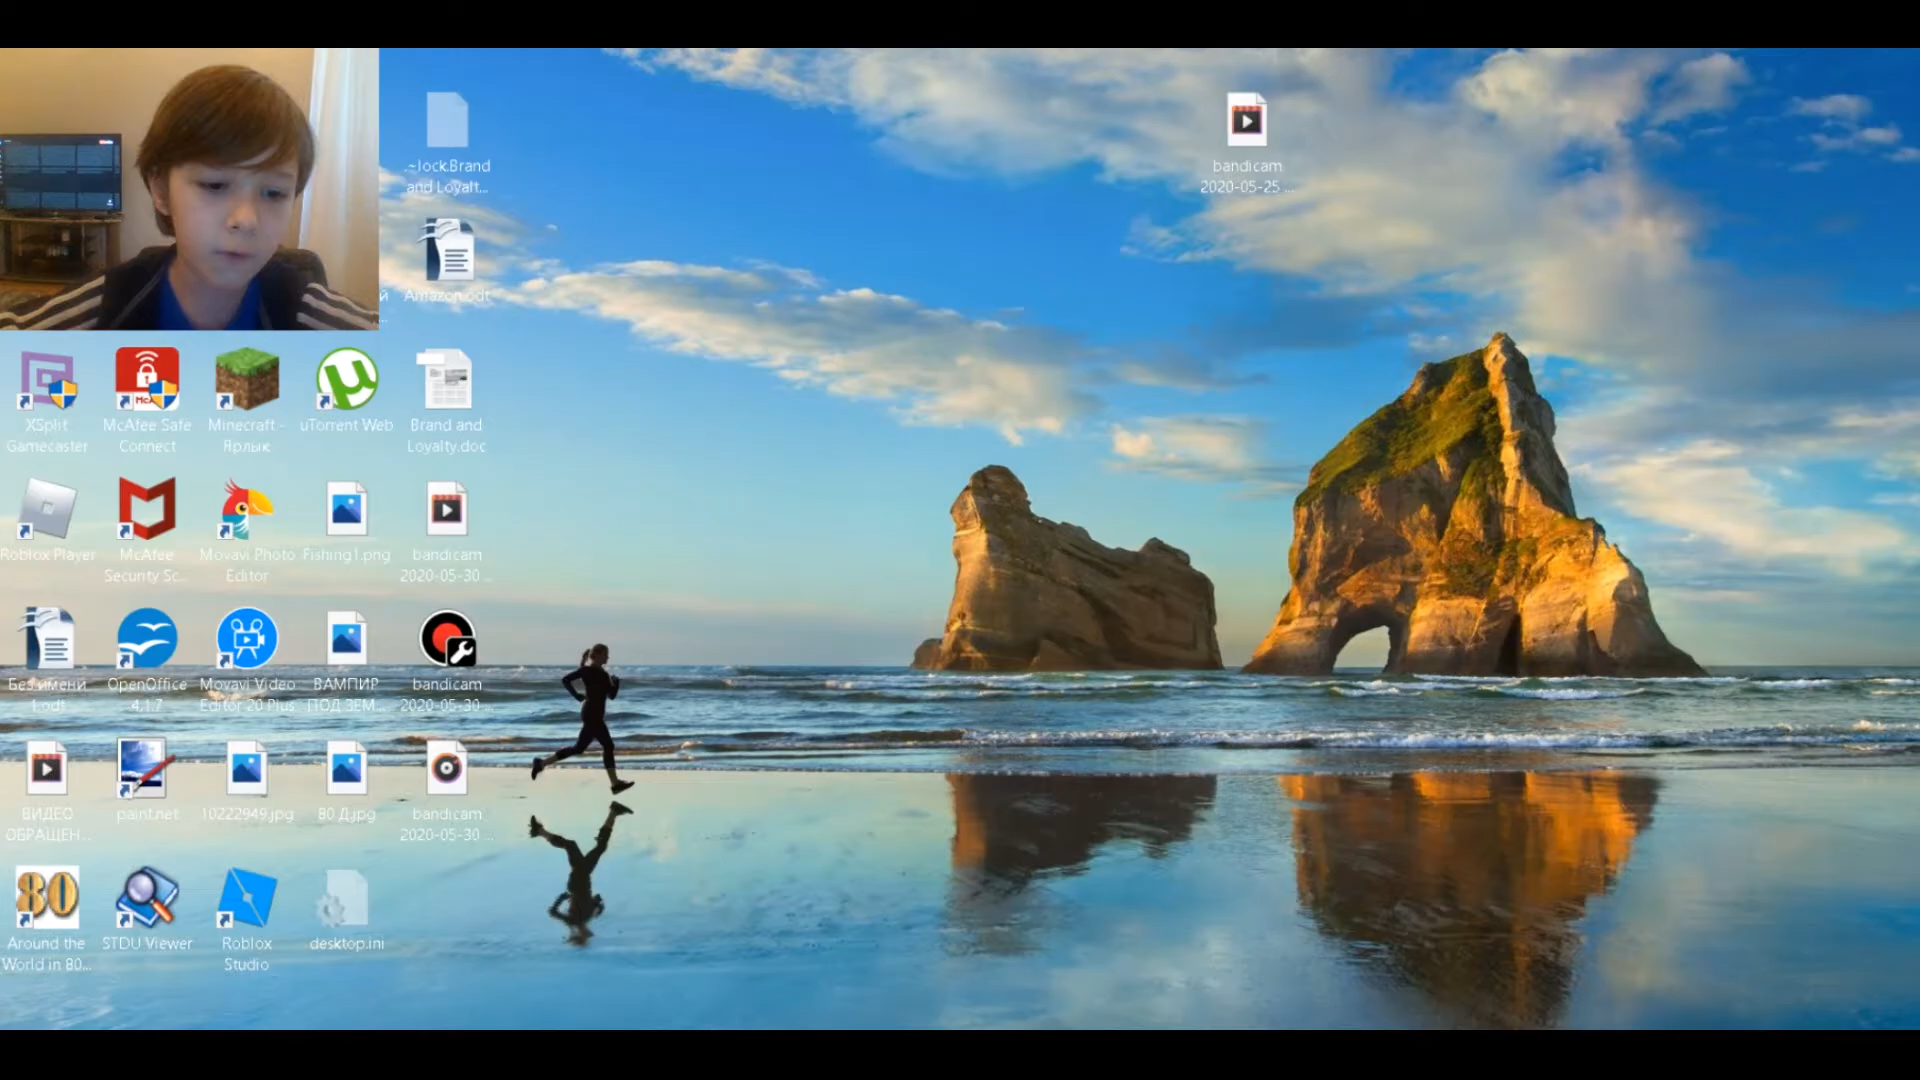 .~lock.Brand
and Loyalt...
bandicam
2020-05-25 ...
Amazon.odt
XSplit
Gamecaster
McAfee Safe
Connect
Minecraft -
Ярлык
uTorrent Web
Brand and
Loyalty.doc
Roblox Player
McAfee
Security Sc...
Movavi Photo
Editor
Fishing1.png
bandicam
2020-05-30 ...
Без имени
1.odt
OpenOffice
4.1.7
Movavi Video
Editor 20 Plus
ВАМПИР
ПОД ЗЕМ...
bandicam
2020-05-30 ...
ВИДЕО
ОБРАЩЕН...
paint.net
10222949.jpg
80 Д.jpg
bandicam
2020-05-30 ...
80
Around the
World in 80...
STDU Viewer
Roblox
Studio
desktop.ini